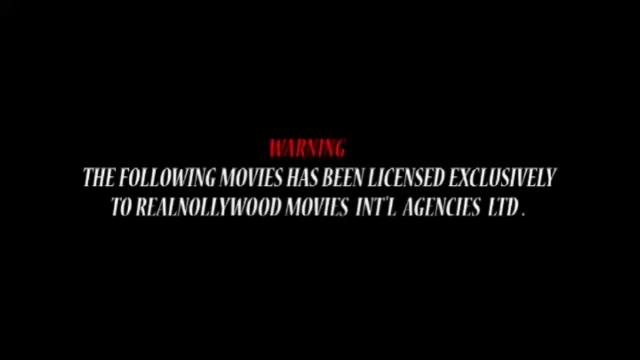 WARNING
THE FOLLOWING MOVIES HAS BEEN LICENSED EXCLUSIVELY
TO REALNOLLYWOOD MOVIES INT'L AGENCIES LTD.